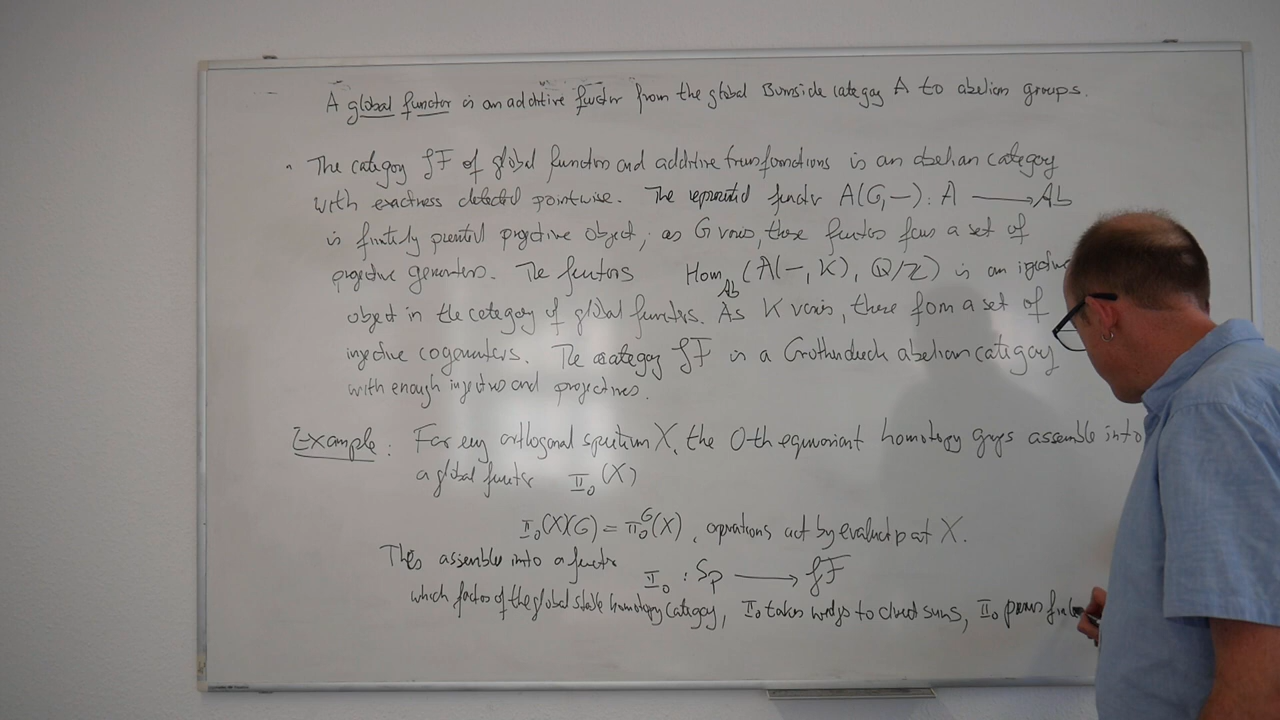 A global functor is an additive functor from the global Burnside category A to abelian groups.
The category GF of global functors and additive transformations is an abelian category
with exactness detected pointwise. The represented functor A(G,-): A ⟶ Ab
is finitely presented projective object; as G varies, these functors form a set of
projective generators. The functors Hom_Ab (A(-,K), Q/Z) is an injective
object in the category of global functors. As K varies, these form a set of
injective cogenerators. The category GF is a Grothendieck abelian category
with enough injectives and projectives.
Example: For every orthogonal spectrum X, the 0-th equivariant homotopy groups assemble into
a global functor π_0(X)
π_0(X)(G) = π_0^G(X), operations act by evaluation at X.
This assembles into a functor π_0 : Sp ⟶ GF
which factors of the global stable homotopy category, π_0 takes wedges to direct sums, π_0